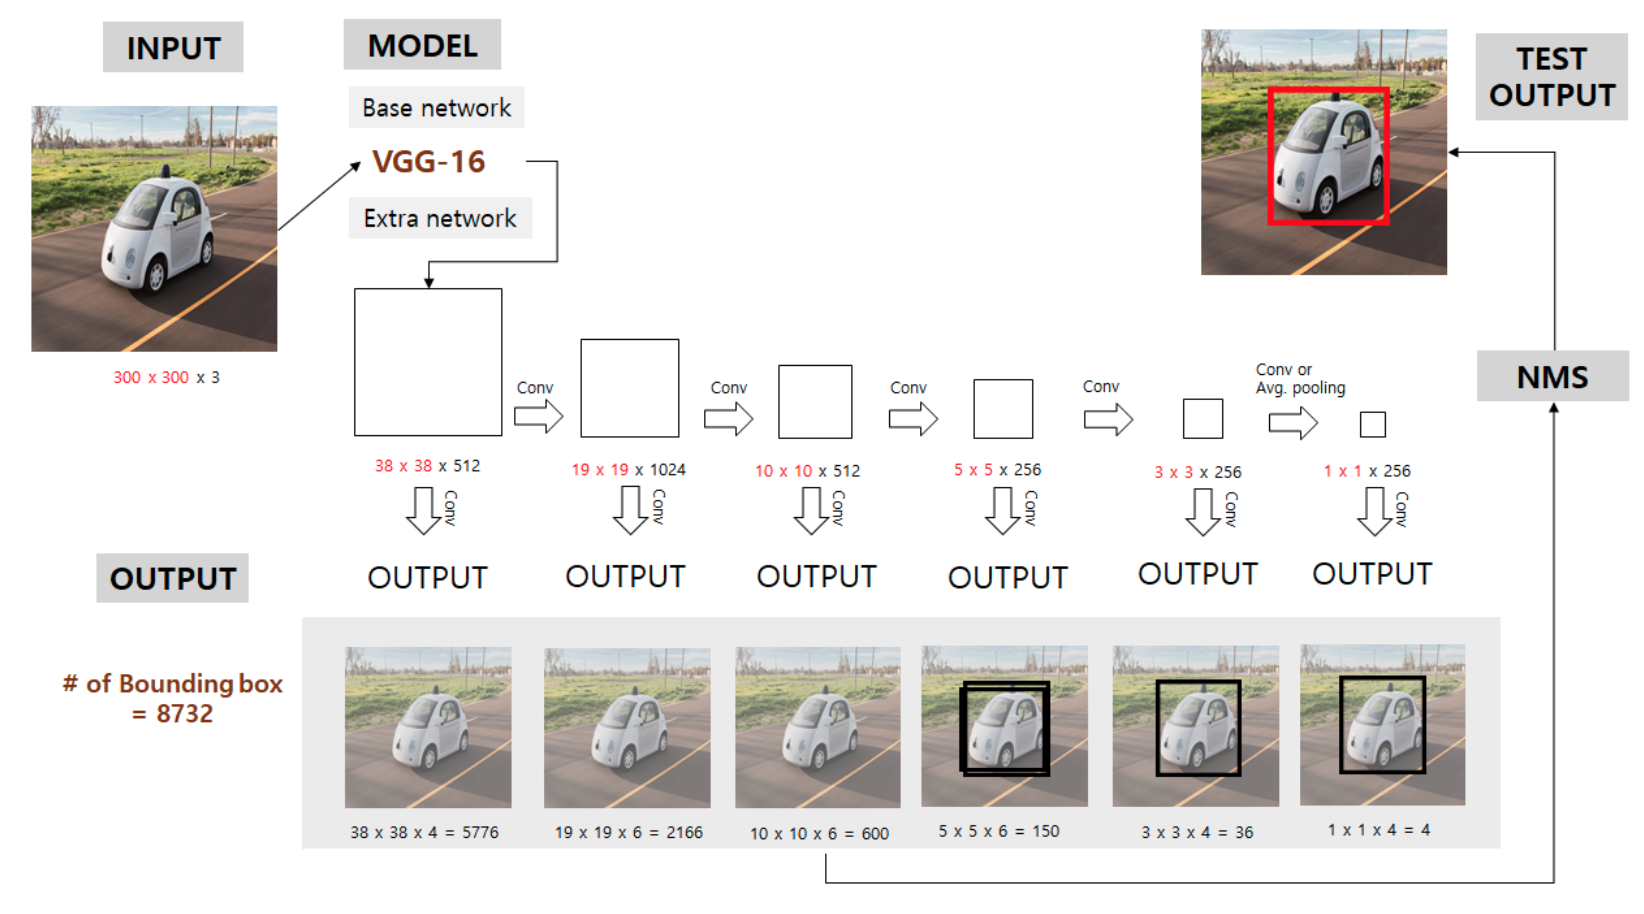 INPUT
MODEL
Base network
VGG-16
Extra network
300 x 300 x 3
TEST
OUTPUT
NMS
Conv
Conv
Conv
Conv
Conv or
Avg. pooling
38 x 38 x 512
19 x 19 x 1024
10 x 10 x 512
5 x 5 x 256
3 x 3 x 256
1 x 1 x 256
Conv
Conv
Conv
Conv
Conv
Conv
OUTPUT
OUTPUT
OUTPUT
OUTPUT
OUTPUT
OUTPUT
OUTPUT
# of Bounding box
= 8732
38 x 38 x 4 = 5776
19 x 19 x 6 = 2166
10 x 10 x 6 = 600
5 x 5 x 6 = 150
3 x 3 x 4 = 36
1 x 1 x 4 = 4